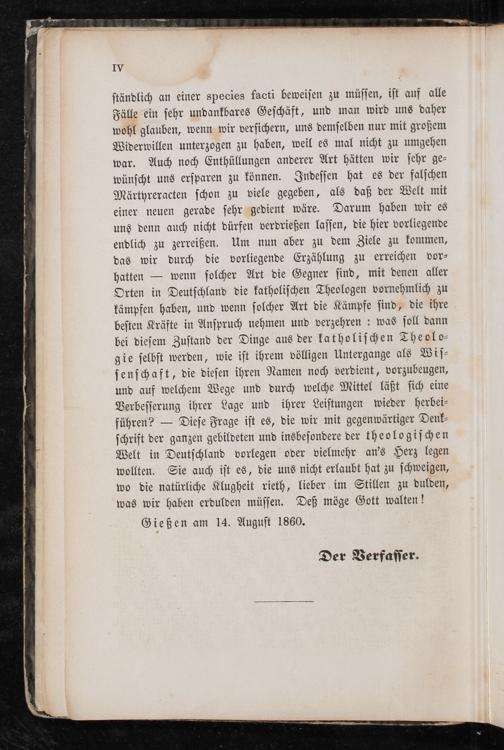 IV
ständlich an einer species facti beweisen zu müssen, ist auf alle
Fälle ein sehr undankbares Geschäft, und man wird uns daher
wohl glauben, wenn wir versichern, uns demselben nur mit großem
Widerwillen unterzogen zu haben, weil es mal nicht zu umgehen
war. Auch noch Enthüllungen anderer Art hätten wir sehr ge-
wünscht uns ersparen zu können. Indessen hat es der falschen
Märtyreracten schon zu viele gegeben, als daß der Welt mit
einer neuen gerade sehr gedient wäre. Darum haben wir es
uns denn auch nicht dürfen verdrießen lassen, die hier vorliegende
endlich zu zerreißen. Um nun aber zu dem Ziele zu kommen,
das wir durch die vorliegende Erzählung zu erreichen vor-
hatten — wenn solcher Art die Gegner sind, mit denen aller
Orten in Deutschland die katholischen Theologen vornehmlich zu
kämpfen haben, und wenn solcher Art die Kämpfe sind, die ihre
besten Kräfte in Anspruch nehmen und verzehren: was soll dann
bei diesem Zustand der Dinge aus der katholischen Theolo-
gie selbst werden, wie ist ihrem völligen Untergange als Wis-
senschaft, die diesen ihren Namen noch verdient, vorzubeugen,
und auf welchem Wege und durch welche Mittel läßt sich eine
Verbesserung ihrer Lage und ihrer Leistungen wieder herbei-
führen? — Diese Frage ist es, die wir mit gegenwärtiger Denk-
schrift der ganzen gebildeten und insbesondere der theologischen
Welt in Deutschland vorlegen oder vielmehr an's Herz legen
wollten. Sie auch ist es, die uns nicht erlaubt hat zu schweigen,
wo die natürliche Klugheit rieth, lieber im Stillen zu dulden,
was wir haben erdulden müssen. Deß möge Gott walten!
Gießen am 14. August 1860.
Der Verfasser.